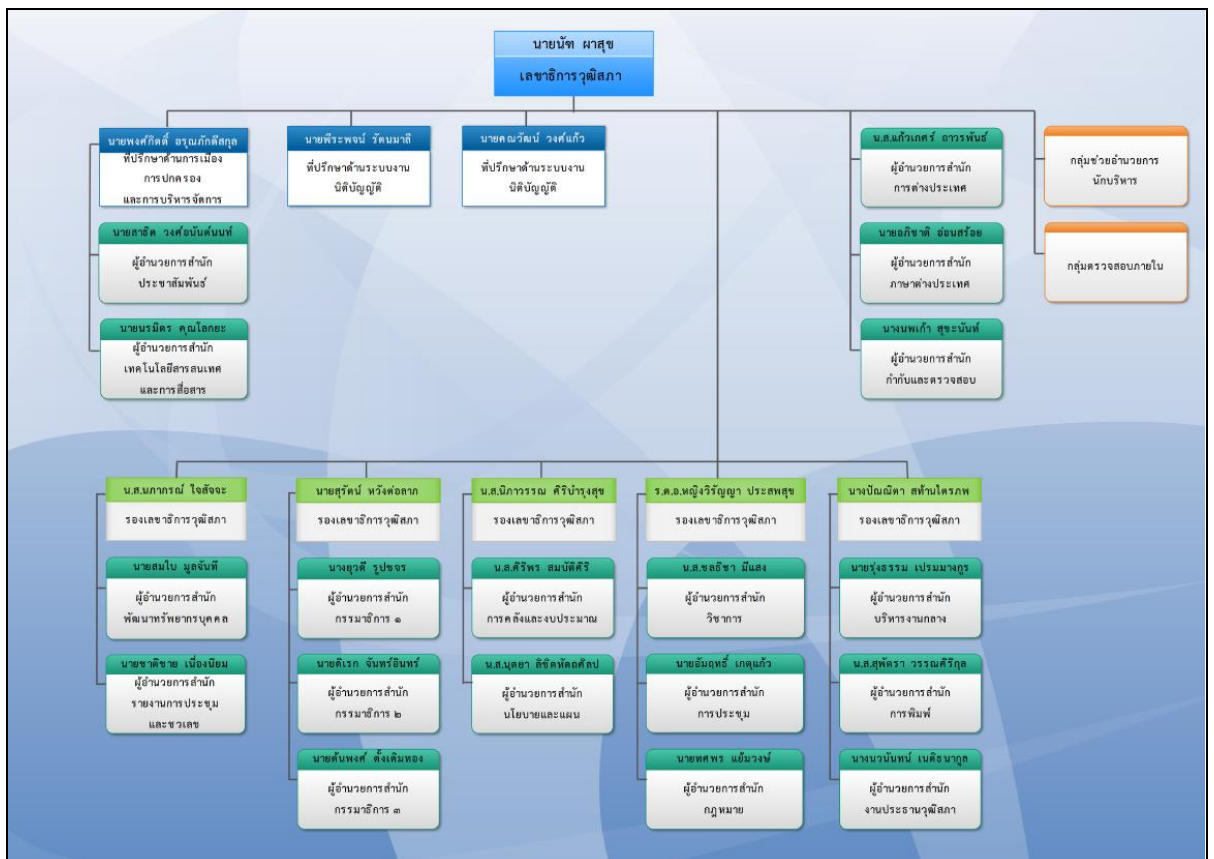 นายนัฑ ผาสุข
เลขาธิการวุฒิสภา
นายพงศ์กิตติ์ อรุณภักดีสกุล
ที่ปรึกษาด้านการเมือง
การปกครอง
และการบริหารจัดการ
นายพีระพจน์ รัตนมาลี
ที่ปรึกษาด้านระบบงาน
นิติบัญญัติ
นายคณวัฒน์ วงศ์แก้ว
ที่ปรึกษาด้านระบบงาน
นิติบัญญัติ
น.ส.แก้วเกศร์ ถาวรพันธ์
ผู้อำนวยการสำนัก
การต่างประเทศ
กลุ่มช่วยอำนวยการ
นักบริหาร
นายสาธิต วงศ์อนันต์นนท์
ผู้อำนวยการสำนัก
ประชาสัมพันธ์
นายอภิชาติ อ่อนสร้อย
ผู้อำนวยการสำนัก
ภาษาต่างประเทศ
กลุ่มตรวจสอบภายใน
นายนรมิตร คุณโลกยะ
ผู้อำนวยการสำนัก
เทคโนโลยีสารสนเทศ
และการสื่อสาร
นางนพเก้า สุขะนันท์
ผู้อำนวยการสำนัก
กำกับและตรวจสอบ
น.ส.นภาภรณ์ ใจสัจจะ
รองเลขาธิการวุฒิสภา
นายสุรัตน์ หวังต่อลาภ
รองเลขาธิการวุฒิสภา
น.ส.นิภาวรรณ ศิริบำรุงสุข
รองเลขาธิการวุฒิสภา
ร.ต.อ.หญิงวิรัญญา ประสพสุข
รองเลขาธิการวุฒิสภา
นางปัณณิตา สท้านไตรภพ
รองเลขาธิการวุฒิสภา
นายสมใบ มูลจันที
ผู้อำนวยการสำนัก
พัฒนาทรัพยากรบุคคล
นางยุวดี รูปขจร
ผู้อำนวยการสำนัก
กรรมาธิการ ๑
น.ส.ศิริพร สมบัติศิริ
ผู้อำนวยการสำนัก
การคลังและงบประมาณ
น.ส.ชลธิชา มีแสง
ผู้อำนวยการสำนัก
วิชาการ
นายรุ่งธรรม เปรมมางกูร
ผู้อำนวยการสำนัก
บริหารงานกลาง
นายชาติชาย เนื่องนิยม
ผู้อำนวยการสำนัก
รายงานการประชุม
และชวเลข
นายดิเรก จันทร์อินทร์
ผู้อำนวยการสำนัก
กรรมาธิการ ๒
น.ส.นุตยา ลิขิตหัตถศิลป
ผู้อำนวยการสำนัก
นโยบายและแผน
นายอัมฤทธิ์ เกตุแก้ว
ผู้อำนวยการสำนัก
การประชุม
น.ส.สุพัตรา วรรณศิริกุล
ผู้อำนวยการสำนัก
การพิมพ์
นายต้นพงศ์ ตั้งเติมทอง
ผู้อำนวยการสำนัก
กรรมาธิการ ๓
นายทศพร แย้มวงษ์
ผู้อำนวยการสำนัก
กฎหมาย
นางนวนันทน์ เนติธนากูล
ผู้อำนวยการสำนัก
งานประธานวุฒิสภา